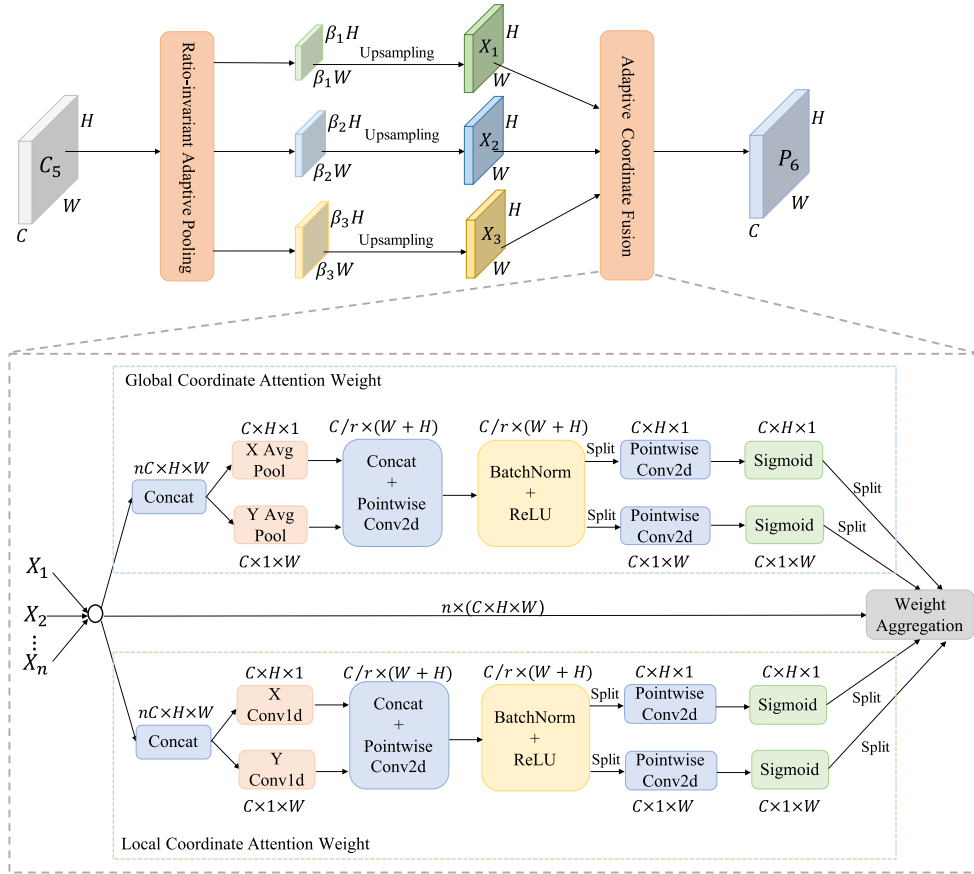 C₅
H
W
C
Ratio-invariant Adaptive Pooling
β₁H
β₁W
Upsampling
X₁
H
W
β₂H
β₂W
Upsampling
X₂
H
W
β₃H
β₃W
Upsampling
X₃
H
W
Adaptive Coordinate Fusion
P₆
H
W
C
Global Coordinate Attention Weight
nC×H×W
Concat
C×H×1
X Avg
Pool
Y Avg
Pool
C×1×W
C/r×(W + H)
Concat
+
Pointwise
Conv2d
C/r×(W + H)
BatchNorm
+
ReLU
Split
Split
C×H×1
Pointwise
Conv2d
Pointwise
Conv2d
C×1×W
C×H×1
Sigmoid
Sigmoid
C×1×W
Split
Split
X₁
X₂
⋮
Xₙ
n×(C×H×W)
Weight
Aggregation
nC×H×W
Concat
C×H×1
X
Conv1d
Y
Conv1d
C×1×W
C/r×(W + H)
Concat
+
Pointwise
Conv2d
C/r×(W + H)
BatchNorm
+
ReLU
Split
Split
C×H×1
Pointwise
Conv2d
Pointwise
Conv2d
C×1×W
C×H×1
Sigmoid
Sigmoid
C×1×W
Split
Split
Local Coordinate Attention Weight